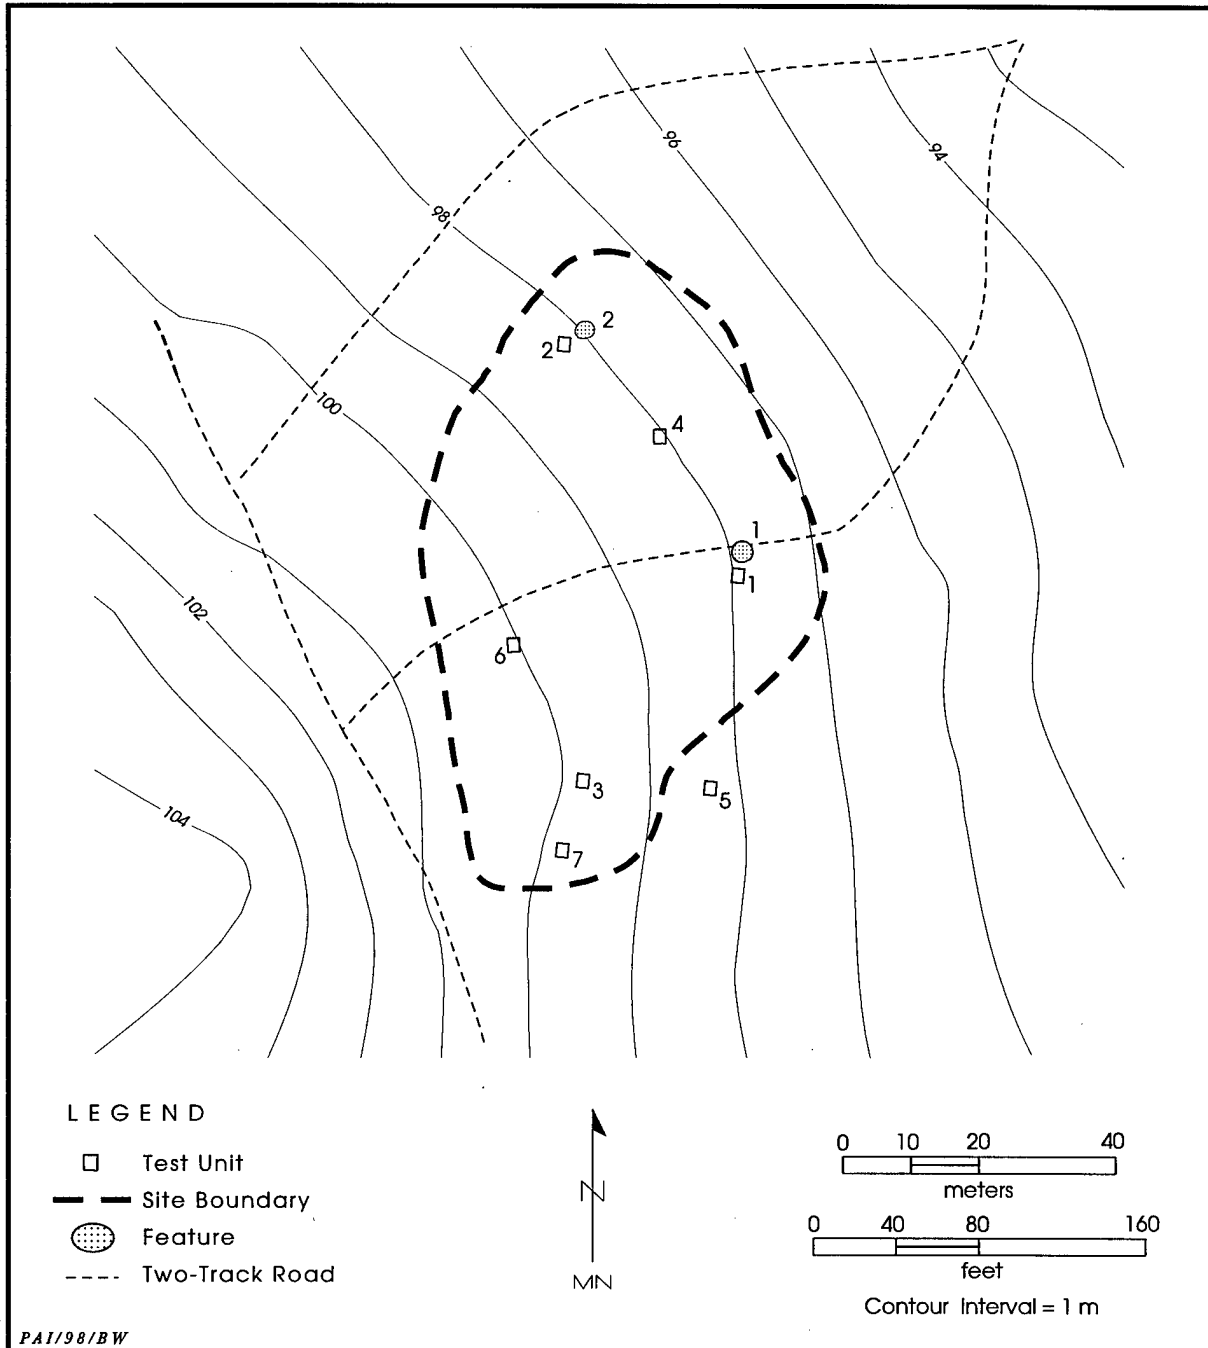 96
94
98
2
2
100
4
1
1
102
6
3
5
104
7
LEGEND
Test Unit
Site Boundary
Feature
Two-Track Road
N
MN
0 10 20 40
meters
0 40 80 160
feet
Contour Interval = 1 m
PAI/98/BW